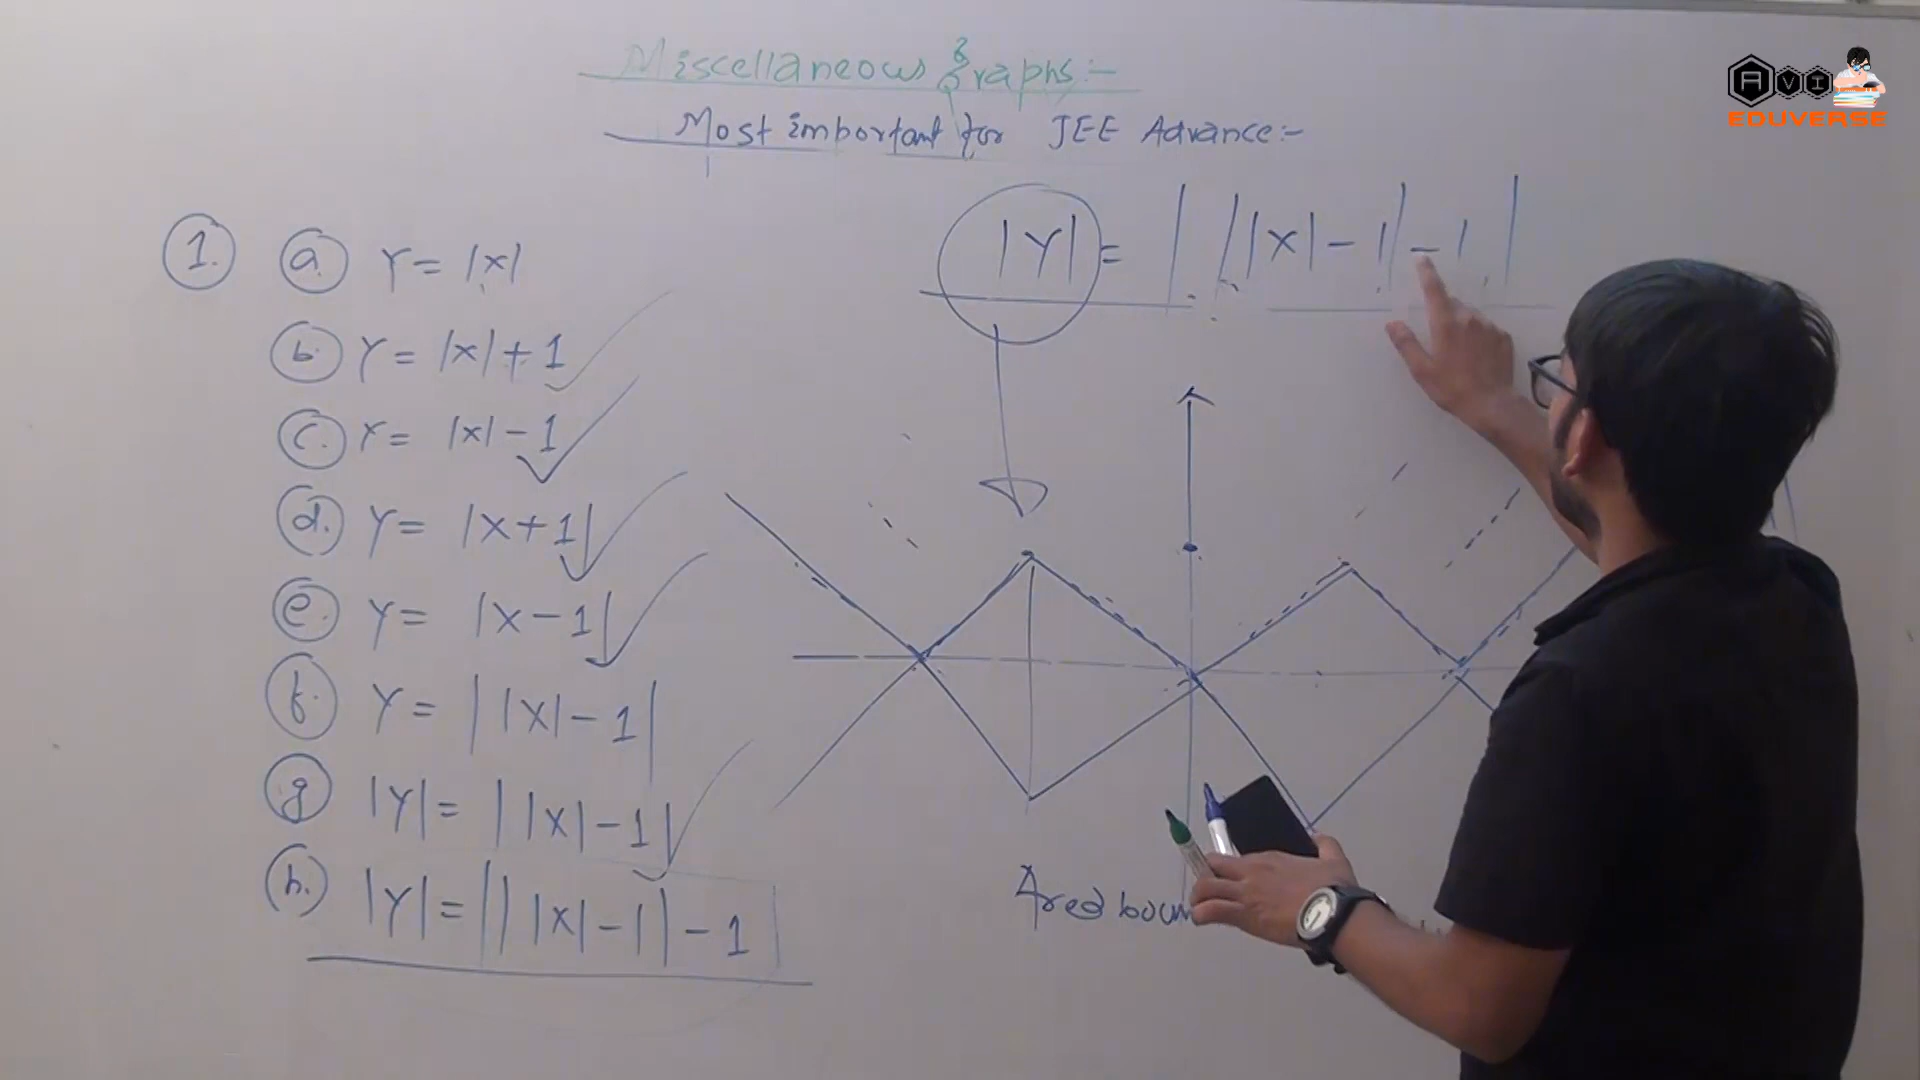 Miscellaneous Graphs:-
Most important for JEE Advance:-
|Y| = | ||x|-1|-1 |
1. a. Y = |x|
b. Y = |x|+1
c. Y = |x|-1
d. Y = |x+1|
e. Y = |x-1|
f. Y = | |x|-1 |
g. |Y| = | |x|-1 |
h. |Y| = || |x|-1 |-1 |
Area
AVI
EDUVERSE